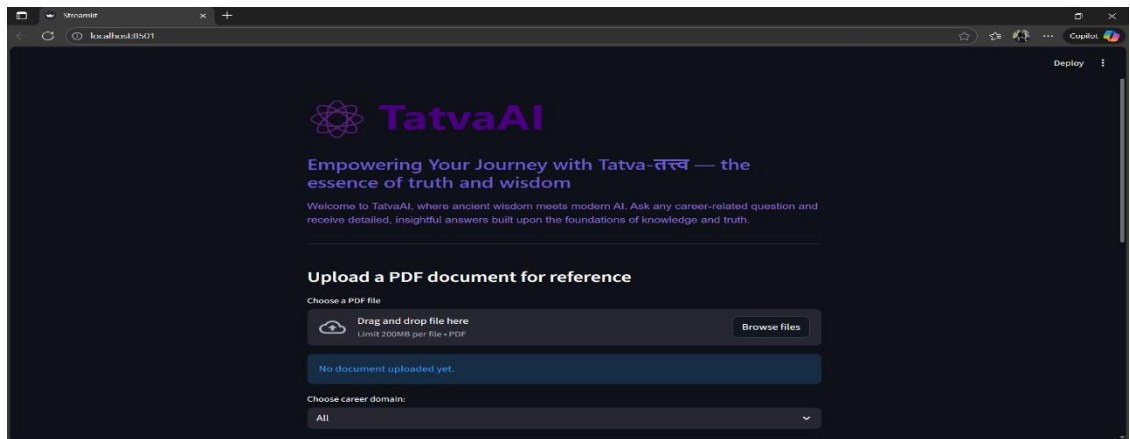 Streamlit
localhost:8501
Copilot
Deploy
TatvaAI
Empowering Your Journey with Tatva-तत्त्व — the
essence of truth and wisdom
Welcome to TatvaAI, where ancient wisdom meets modern AI. Ask any career-related question and
receive detailed, insightful answers built upon the foundations of knowledge and truth.
Upload a PDF document for reference
Choose a PDF file
Drag and drop file here
Limit 200MB per file • PDF
Browse files
No document uploaded yet.
Choose career domain:
All